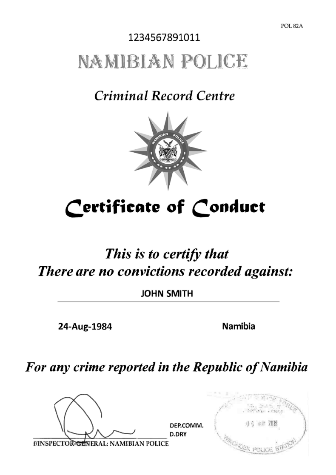 POL 82A
1234567891011
NAMIBIAN POLICE
Criminal Record Centre
Certificate of Conduct
This is to certify that
There are no convictions recorded against:
JOHN SMITH
24-Aug-1984 Namibia
For any crime reported in the Republic of Namibia
DEP.COMM.
D.DRY
F/INSPECTOR-GENERAL: NAMIBIAN POLICE